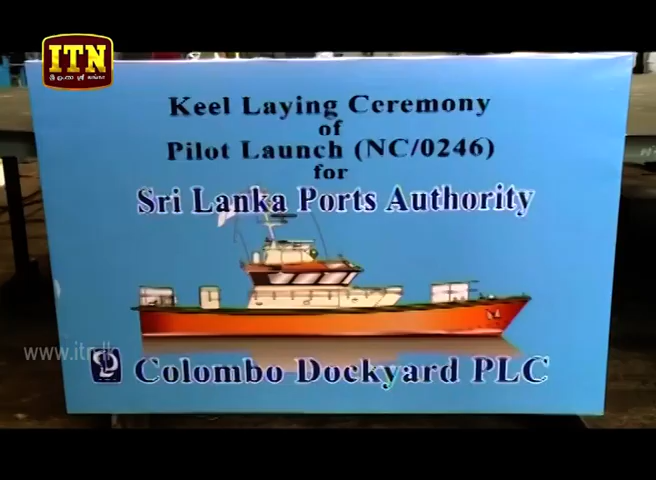 ITN
Keel Laying Ceremony
of
Pilot Launch (NC/0246)
for
Sri Lanka Ports Authority
www.itn.lk
Colombo Dockyard PLC